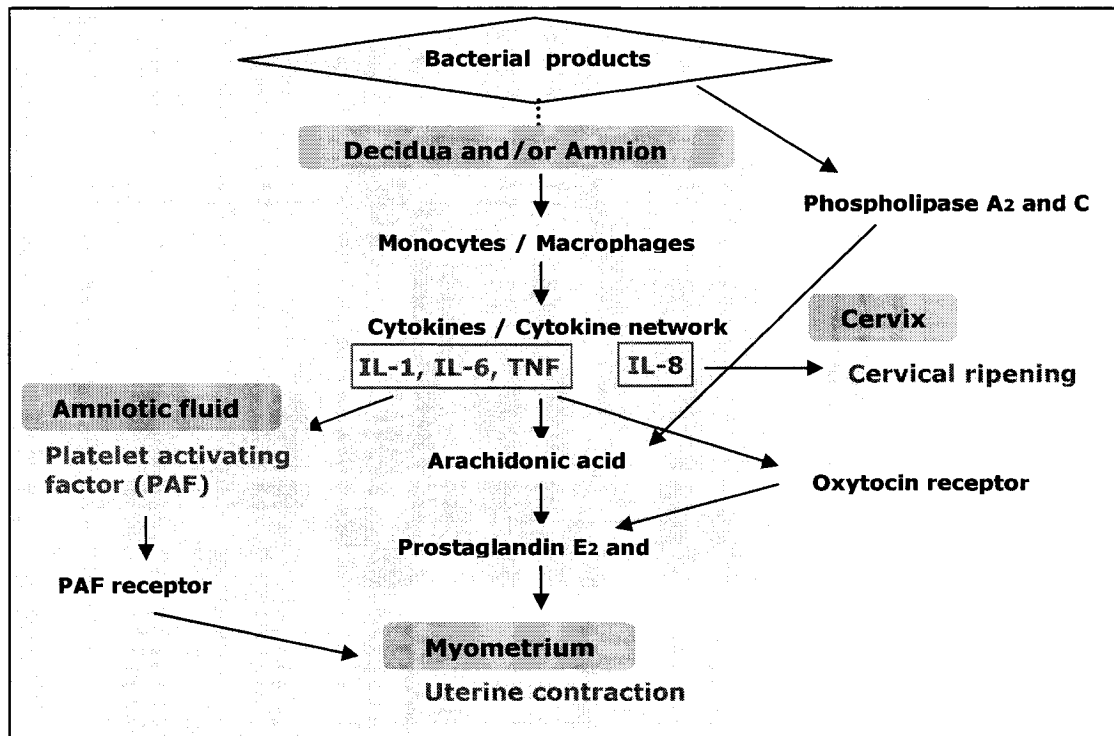 Bacterial products
Decidua and/or Amnion
Phospholipase A2 and C
Monocytes / Macrophages
Cytokines / Cytokine network
Cervix
IL-1, IL-6, TNF
IL-8
Cervical ripening
Amniotic fluid
Platelet activating
factor (PAF)
Arachidonic acid
Oxytocin receptor
Prostaglandin E2 and
PAF receptor
Myometrium
Uterine contraction